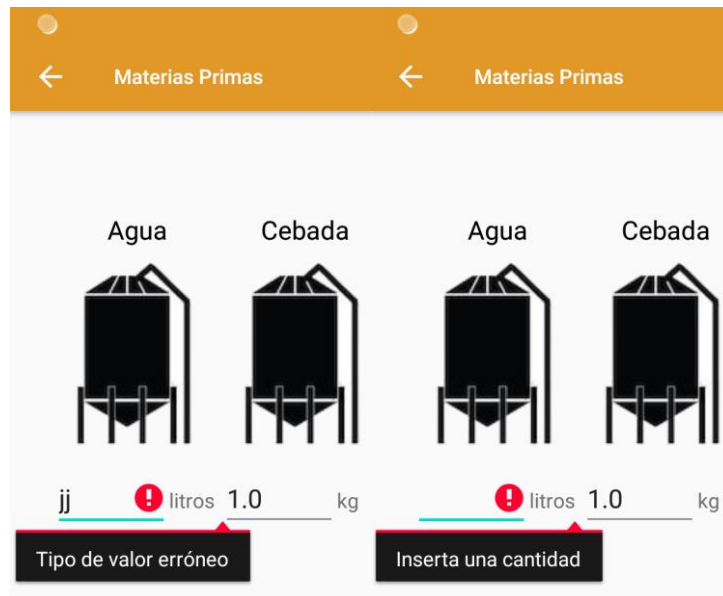 Materias Primas
Agua Cebada
jj litros 1.0 kg
Tipo de valor erróneo
Materias Primas
Agua Cebada
litros 1.0 kg
Inserta una cantidad